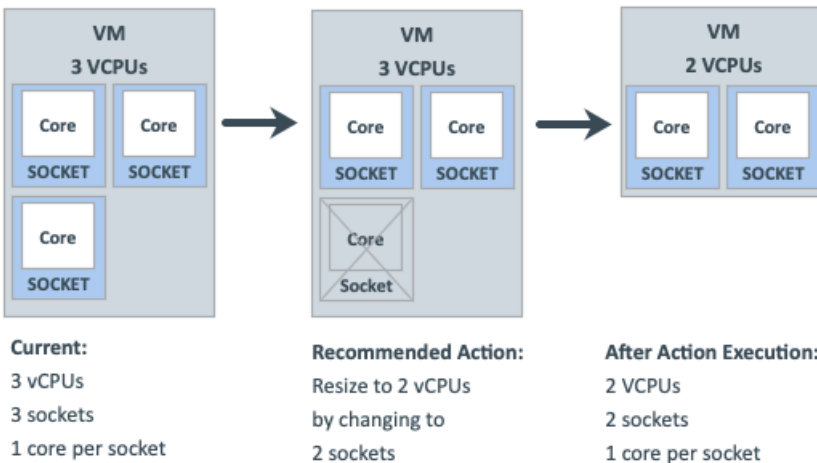 VM
3 VCPUs
Core
Core
SOCKET
SOCKET
Core
SOCKET
VM
3 VCPUs
Core
Core
SOCKET
SOCKET
Core
Socket
VM
2 VCPUs
Core
Core
SOCKET
SOCKET
Current:
3 vCPUs
3 sockets
1 core per socket
Recommended Action:
Resize to 2 vCPUs
by changing to
2 sockets
After Action Execution:
2 VCPUs
2 sockets
1 core per socket